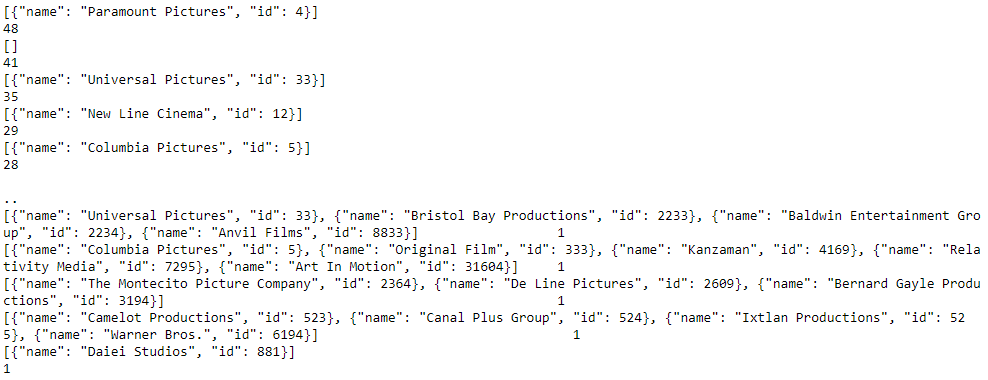 [{"name": "Paramount Pictures", "id": 4}]
48
[]
41
[{"name": "Universal Pictures", "id": 33}]
35
[{"name": "New Line Cinema", "id": 12}]
29
[{"name": "Columbia Pictures", "id": 5}]
28
..
[{"name": "Universal Pictures", "id": 33}, {"name": "Bristol Bay Productions", "id": 2233}, {"name": "Baldwin Entertainment Gro
up", "id": 2234}, {"name": "Anvil Films", "id": 8833}]                  1
[{"name": "Columbia Pictures", "id": 5}, {"name": "Original Film", "id": 333}, {"name": "Kanzaman", "id": 4169}, {"name": "Rela
tivity Media", "id": 7295}, {"name": "Art In Motion", "id": 31604}]     1
[{"name": "The Montecito Picture Company", "id": 2364}, {"name": "De Line Pictures", "id": 2609}, {"name": "Bernard Gayle Produ
ctions", "id": 3194}]                                                   1
[{"name": "Camelot Productions", "id": 523}, {"name": "Canal Plus Group", "id": 524}, {"name": "Ixtlan Productions", "id": 52
5}, {"name": "Warner Bros.", "id": 6194}]                                 1
[{"name": "Daiei Studios", "id": 881}]
1